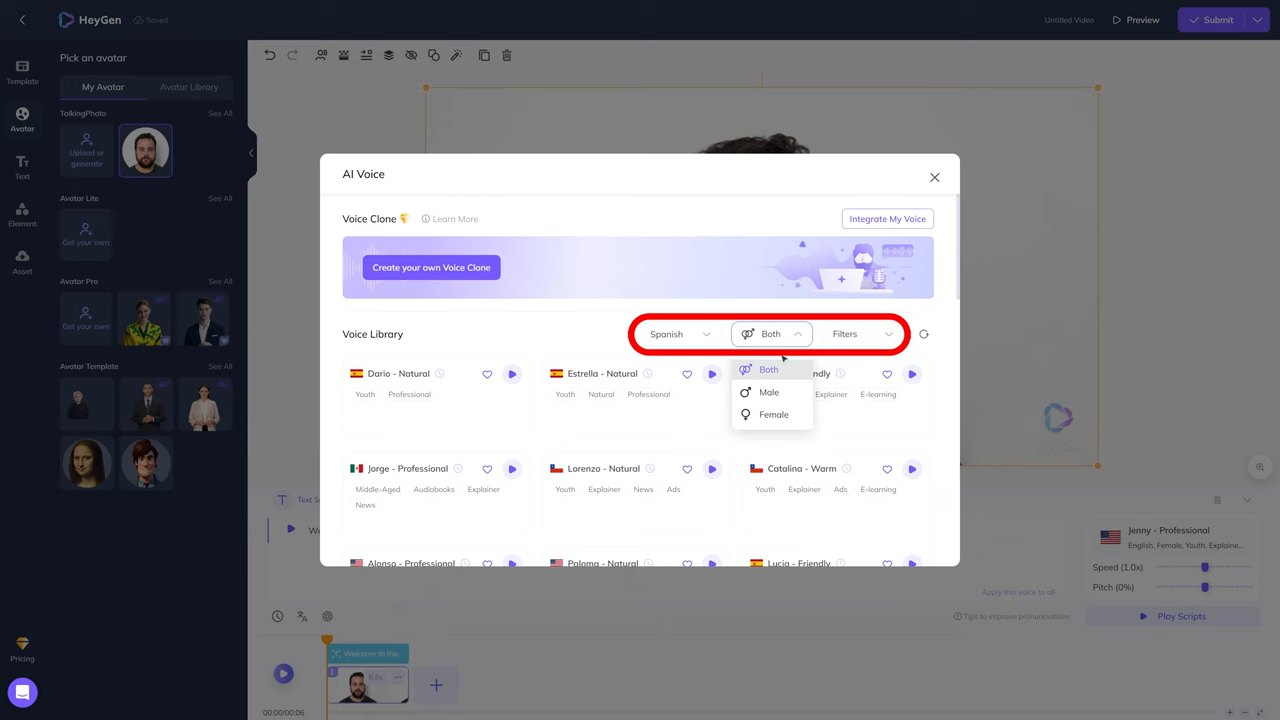 HeyGen
Saved
Untitled Video
Preview
Submit
Template
Avatar
Text
Element
Asset
Pricing
Pick an avatar
My Avatar
Avatar Library
TalkingPhoto
See All
Upload or
generate
Avatar Lite
See All
Get your own
Avatar Pro
See All
Get your own
Avatar Template
See All
AI Voice
Voice Clone
Learn More
Integrate My Voice
Create your own Voice Clone
Voice Library
Spanish
Both
Filters
Both
Male
Female
Dario - Natural
Youth Professional
Estrella - Natural
Youth Natural Professional
Explainer E-learning
Jorge - Professional
Middle-Aged Audiobooks Explainer
News
Lorenzo - Natural
Youth Explainer News Ads
Catalina - Warm
Youth Explainer Ads E-learning
Alonso - Professional
Paloma - Natural
Lucia - Friendly
Jenny - Professional
English, Female, Youth, Explaine...
Speed (1.0x)
Pitch (0%)
Apply this voice to all
Tips to improve pronunciations
Play Scripts
Welcome to the...
1
6.6s
00:00/00:06